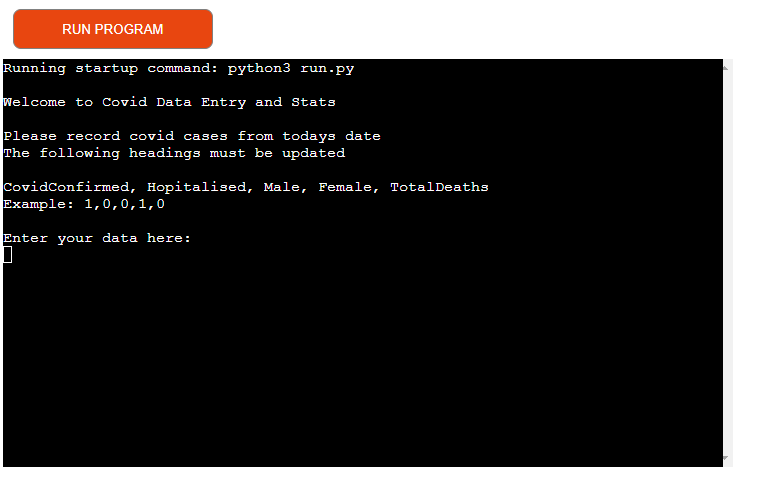 RUN PROGRAM
Running startup command: python3 run.py
Welcome to Covid Data Entry and Stats
Please record covid cases from todays date
The following headings must be updated
CovidConfirmed, Hopitalised, Male, Female, TotalDeaths
Example: 1,0,0,1,0
Enter your data here: